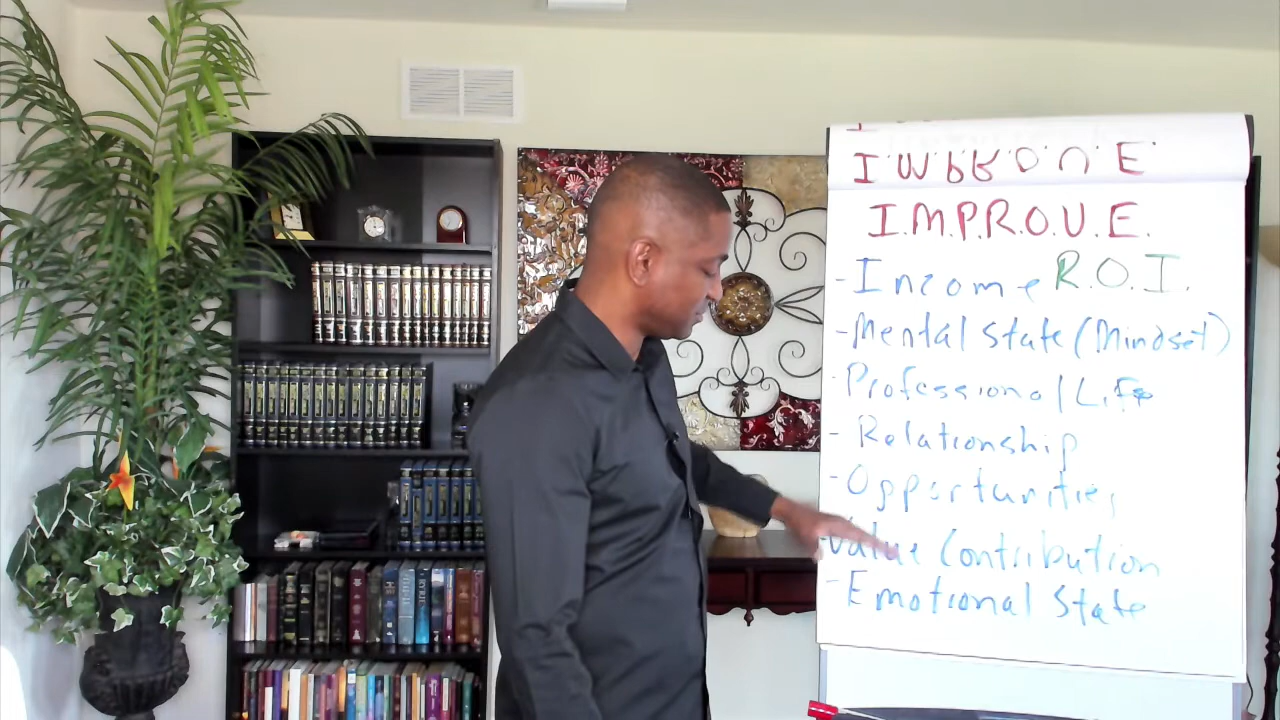 I.M.P.R.O.V.E.
I.M.P.R.O.V.E.
-Income R.O.I.
-Mental State (Mindset)
-Professional Life
-Relationship
-Opportunities
-Value Contribution
-Emotional State